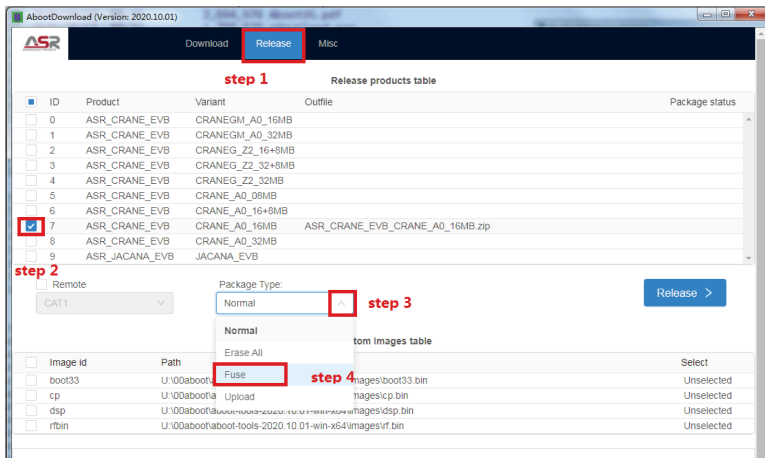 AbootDownload (Version: 2020.10.01)
ASR Download Release Misc
step 1
Release products table
ID Product Variant Outfile Package status
0 ASR_CRANE_EVB CRANEGM_A0_16MB
1 ASR_CRANE_EVB CRANEGM_A0_32MB
2 ASR_CRANE_EVB CRANEG_Z2_16+8MB
3 ASR_CRANE_EVB CRANEG_Z2_32+8MB
4 ASR_CRANE_EVB CRANEG_Z2_32MB
5 ASR_CRANE_EVB CRANE_A0_08MB
6 ASR_CRANE_EVB CRANE_A0_16+8MB
7 ASR_CRANE_EVB CRANE_A0_16MB ASR_CRANE_EVB_CRANE_A0_16MB.zip
8 ASR_CRANE_EVB CRANE_A0_32MB
9 ASR_JACANA_EVB JACANA_EVB
step 2
Remote Package Type:
CAT1 Normal step 3 Release >
Normal
tom images table
Erase All
Image id Path Select
Fuse step 4
boot33 U:\00aboot\a mages\boot33.bin Unselected
Upload
cp U:\00aboot\a mages\cp.bin Unselected
dsp U:\00aboot\aboot-tools-2020.10.01-win-x64\images\dsp.bin Unselected
rfbin U:\00aboot\aboot-tools-2020.10.01-win-x64\images\rf.bin Unselected